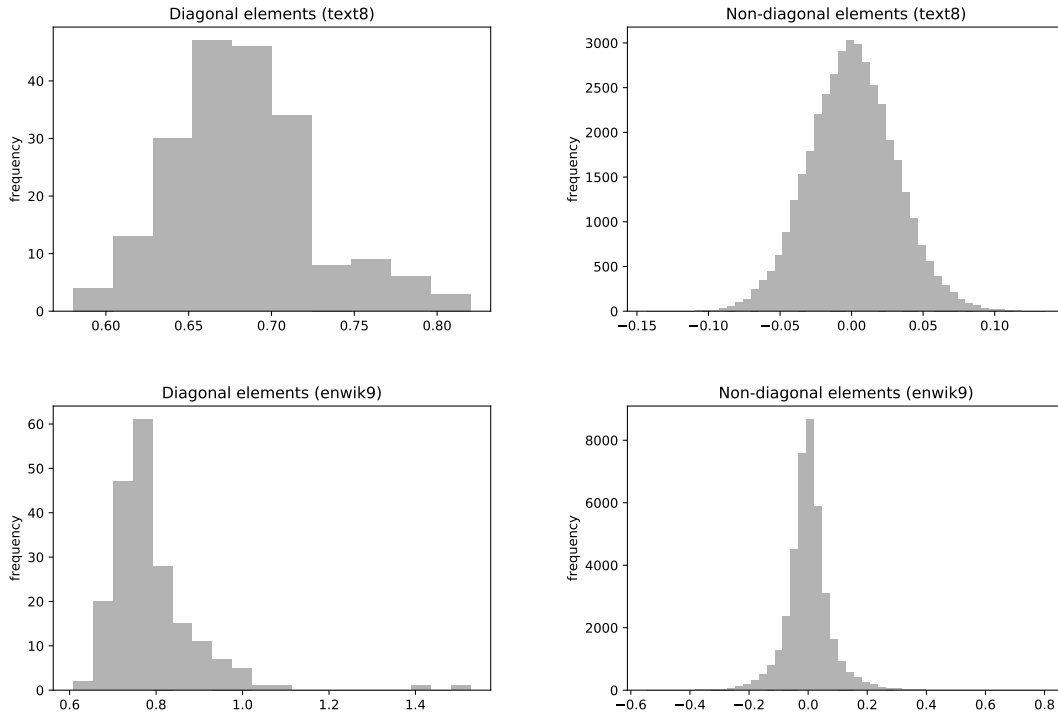 Diagonal elements (text8)
frequency
40
30
20
10
0
0.60 0.65 0.70 0.75 0.80
Non-diagonal elements (text8)
frequency
3000
2500
2000
1500
1000
500
0
−0.15 −0.10 −0.05 0.00 0.05 0.10
Diagonal elements (enwik9)
frequency
60
50
40
30
20
10
0
0.6 0.8 1.0 1.2 1.4
Non-diagonal elements (enwik9)
frequency
8000
6000
4000
2000
0
−0.6 −0.4 −0.2 0.0 0.2 0.4 0.6 0.8